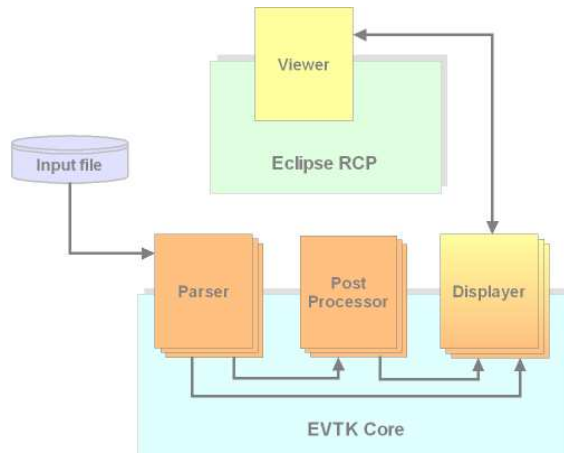 Viewer
Eclipse RCP
Input file
Parser
Post
Processor
Displayer
EVTK Core